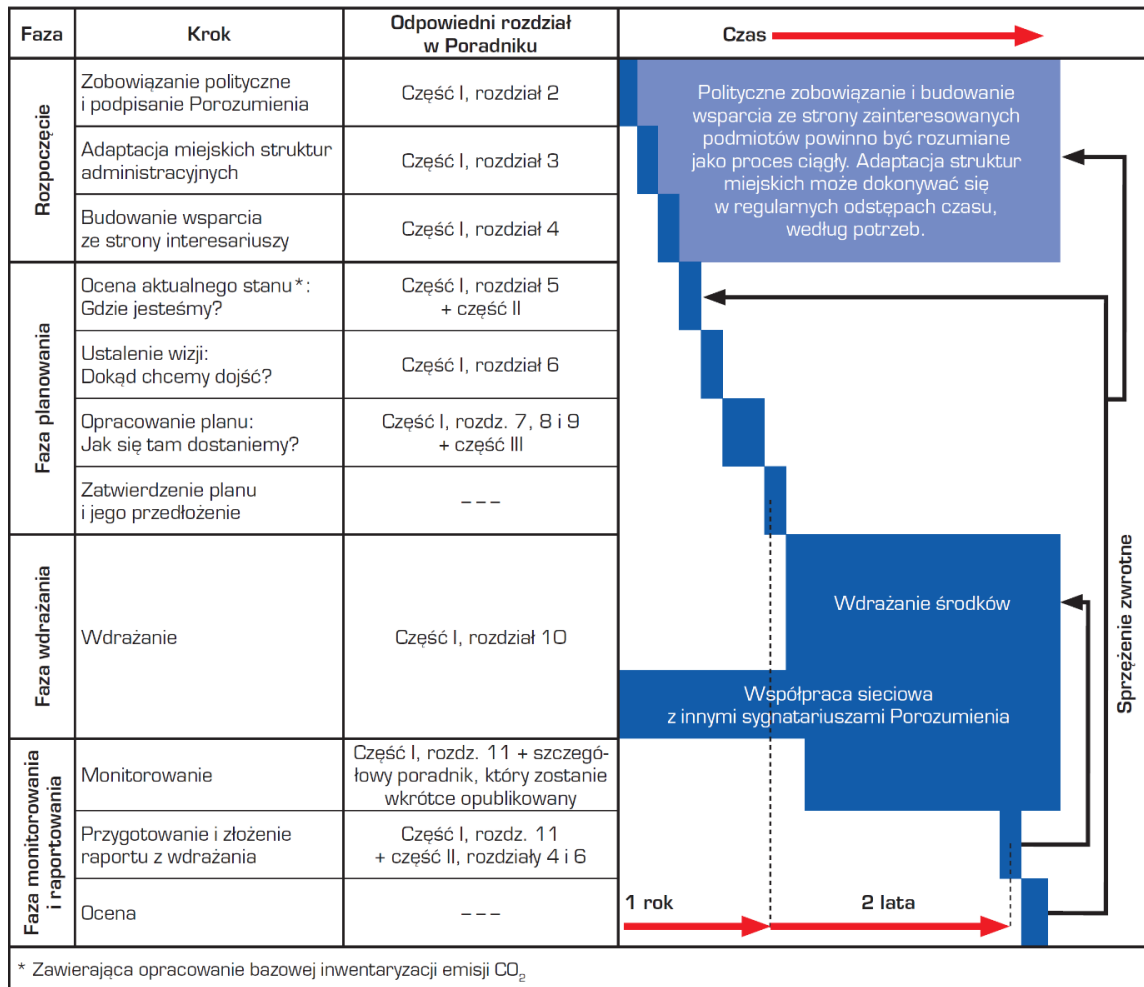 Faza
Krok
Odpowiedni rozdział
w Poradniku
Czas
Rozpoczęcie
Zobowiązanie polityczne
i podpisanie Porozumienia
Część I, rozdział 2
Adaptacja miejskich struktur
administracyjnych
Część I, rozdział 3
Budowanie wsparcia
ze strony interesariuszy
Część I, rozdział 4
Polityczne zobowiązanie i budowanie
wsparcia ze strony zainteresowanych
podmiotów powinno być rozumiane
jako proces ciągły. Adaptacja struktur
miejskich może dokonywać się
w regularnych odstępach czasu,
według potrzeb.
Faza planowania
Ocena aktualnego stanu*:
Gdzie jesteśmy?
Część I, rozdział 5
+ część II
Ustalenie wizji:
Dokąd chcemy dojść?
Część I, rozdział 6
Opracowanie planu:
Jak się tam dostaniemy?
Część I, rozdz. 7, 8 i 9
+ część III
Zatwierdzenie planu
i jego przedłożenie
– – –
Faza wdrażania
Wdrażanie
Część I, rozdział 10
Wdrażanie środków
Współpraca sieciowa
z innymi sygnatariuszami Porozumienia
Sprzężenie zwrotne
Faza monitorowania
i raportowania
Monitorowanie
Część I, rozdz. 11 + szczegó-
łowy poradnik, który zostanie
wkrótce opublikowany
Przygotowanie i złożenie
raportu z wdrażania
Część I, rozdz. 11
+ część II, rozdziały 4 i 6
Ocena
– – –
1 rok
2 lata
* Zawierająca opracowanie bazowej inwentaryzacji emisji CO₂